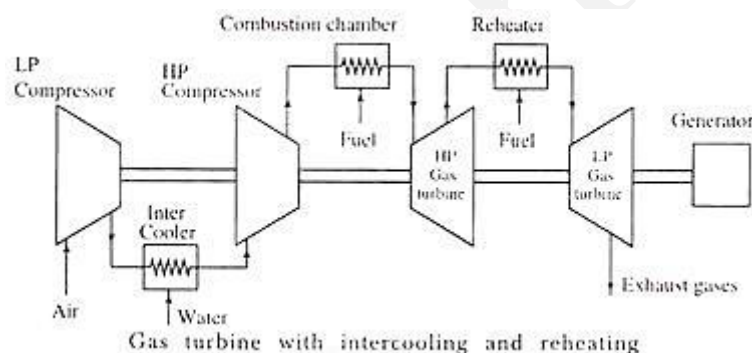 Combustion chamber
Reheater
LP
Compressor
HP
Compressor
Fuel
Fuel
Generator
HP
Gas
turbine
LP
Gas
turbine
Inter
Cooler
Air
Water
Exhaust gases
Gas turbine with intercooling and reheating